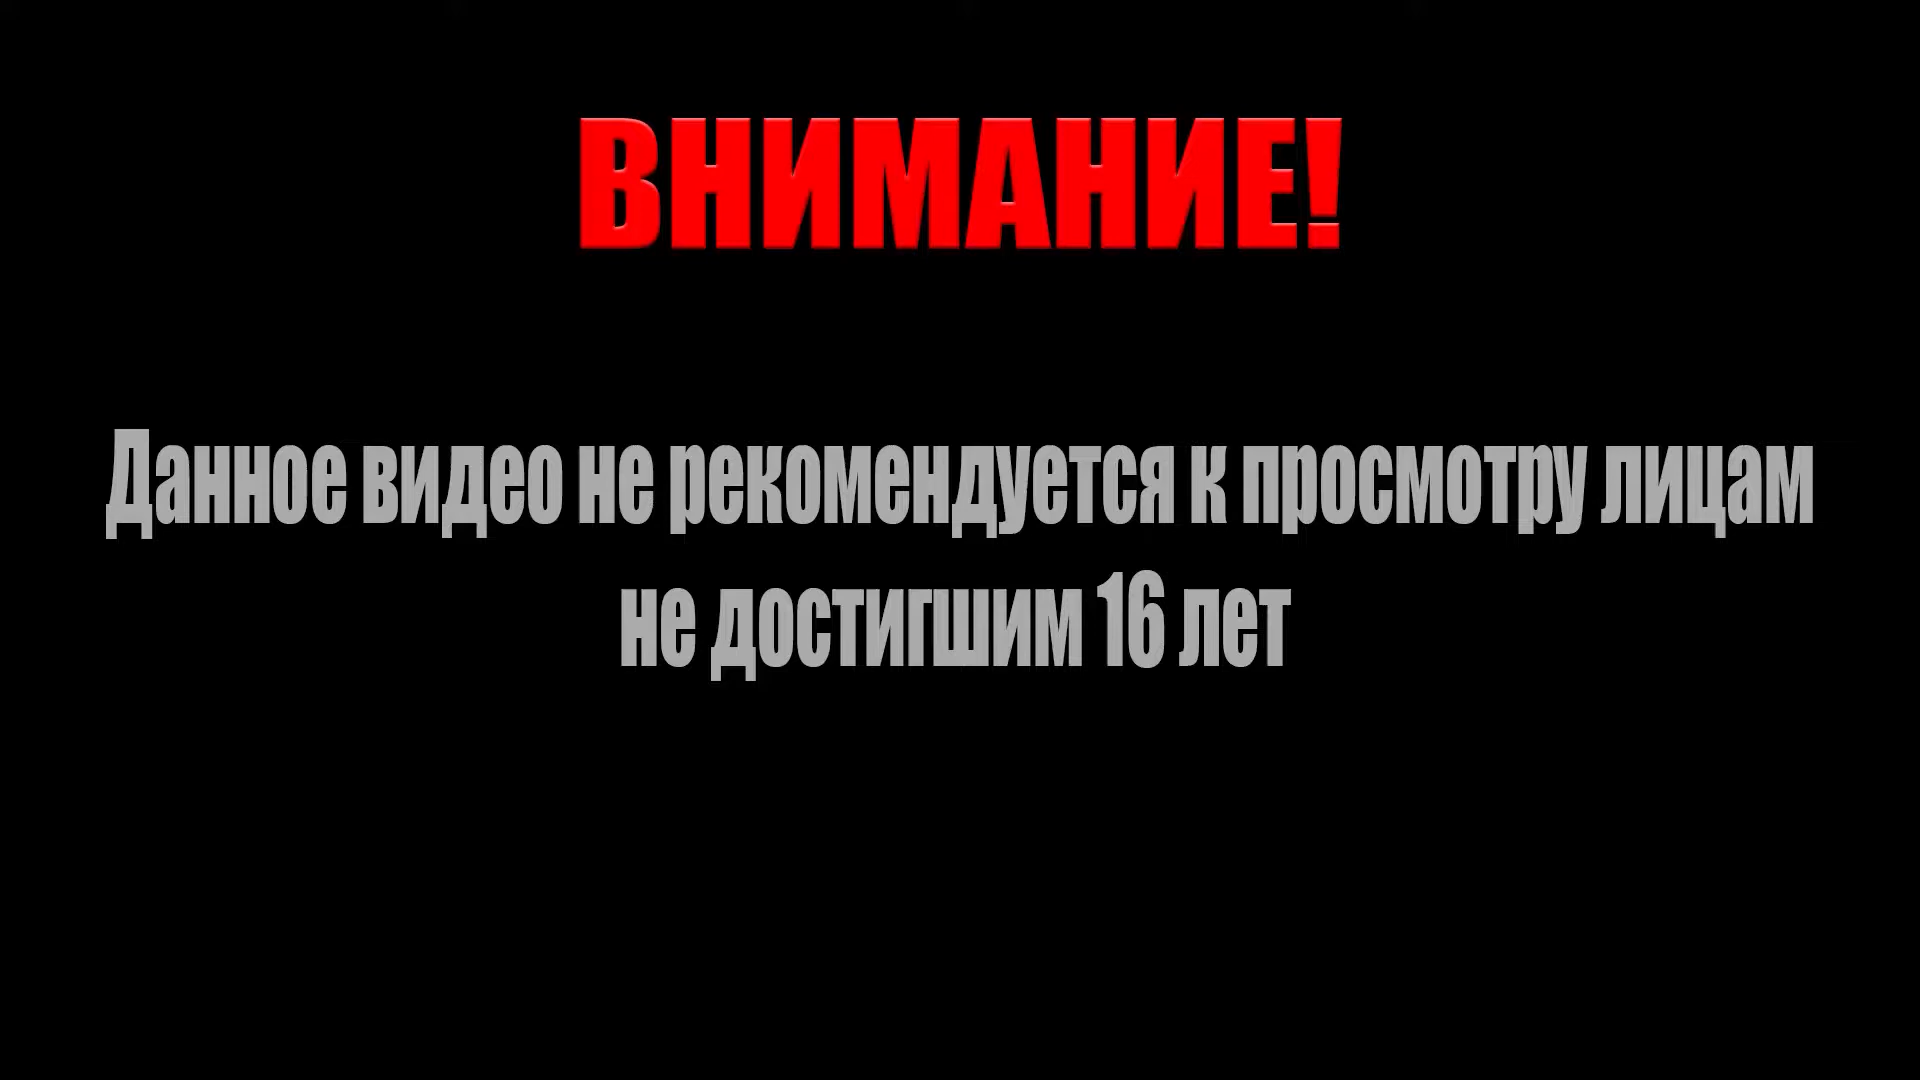 ВНИМАНИЕ!
Данное видео не рекомендуется к просмотру лицам
не достигшим 16 лет